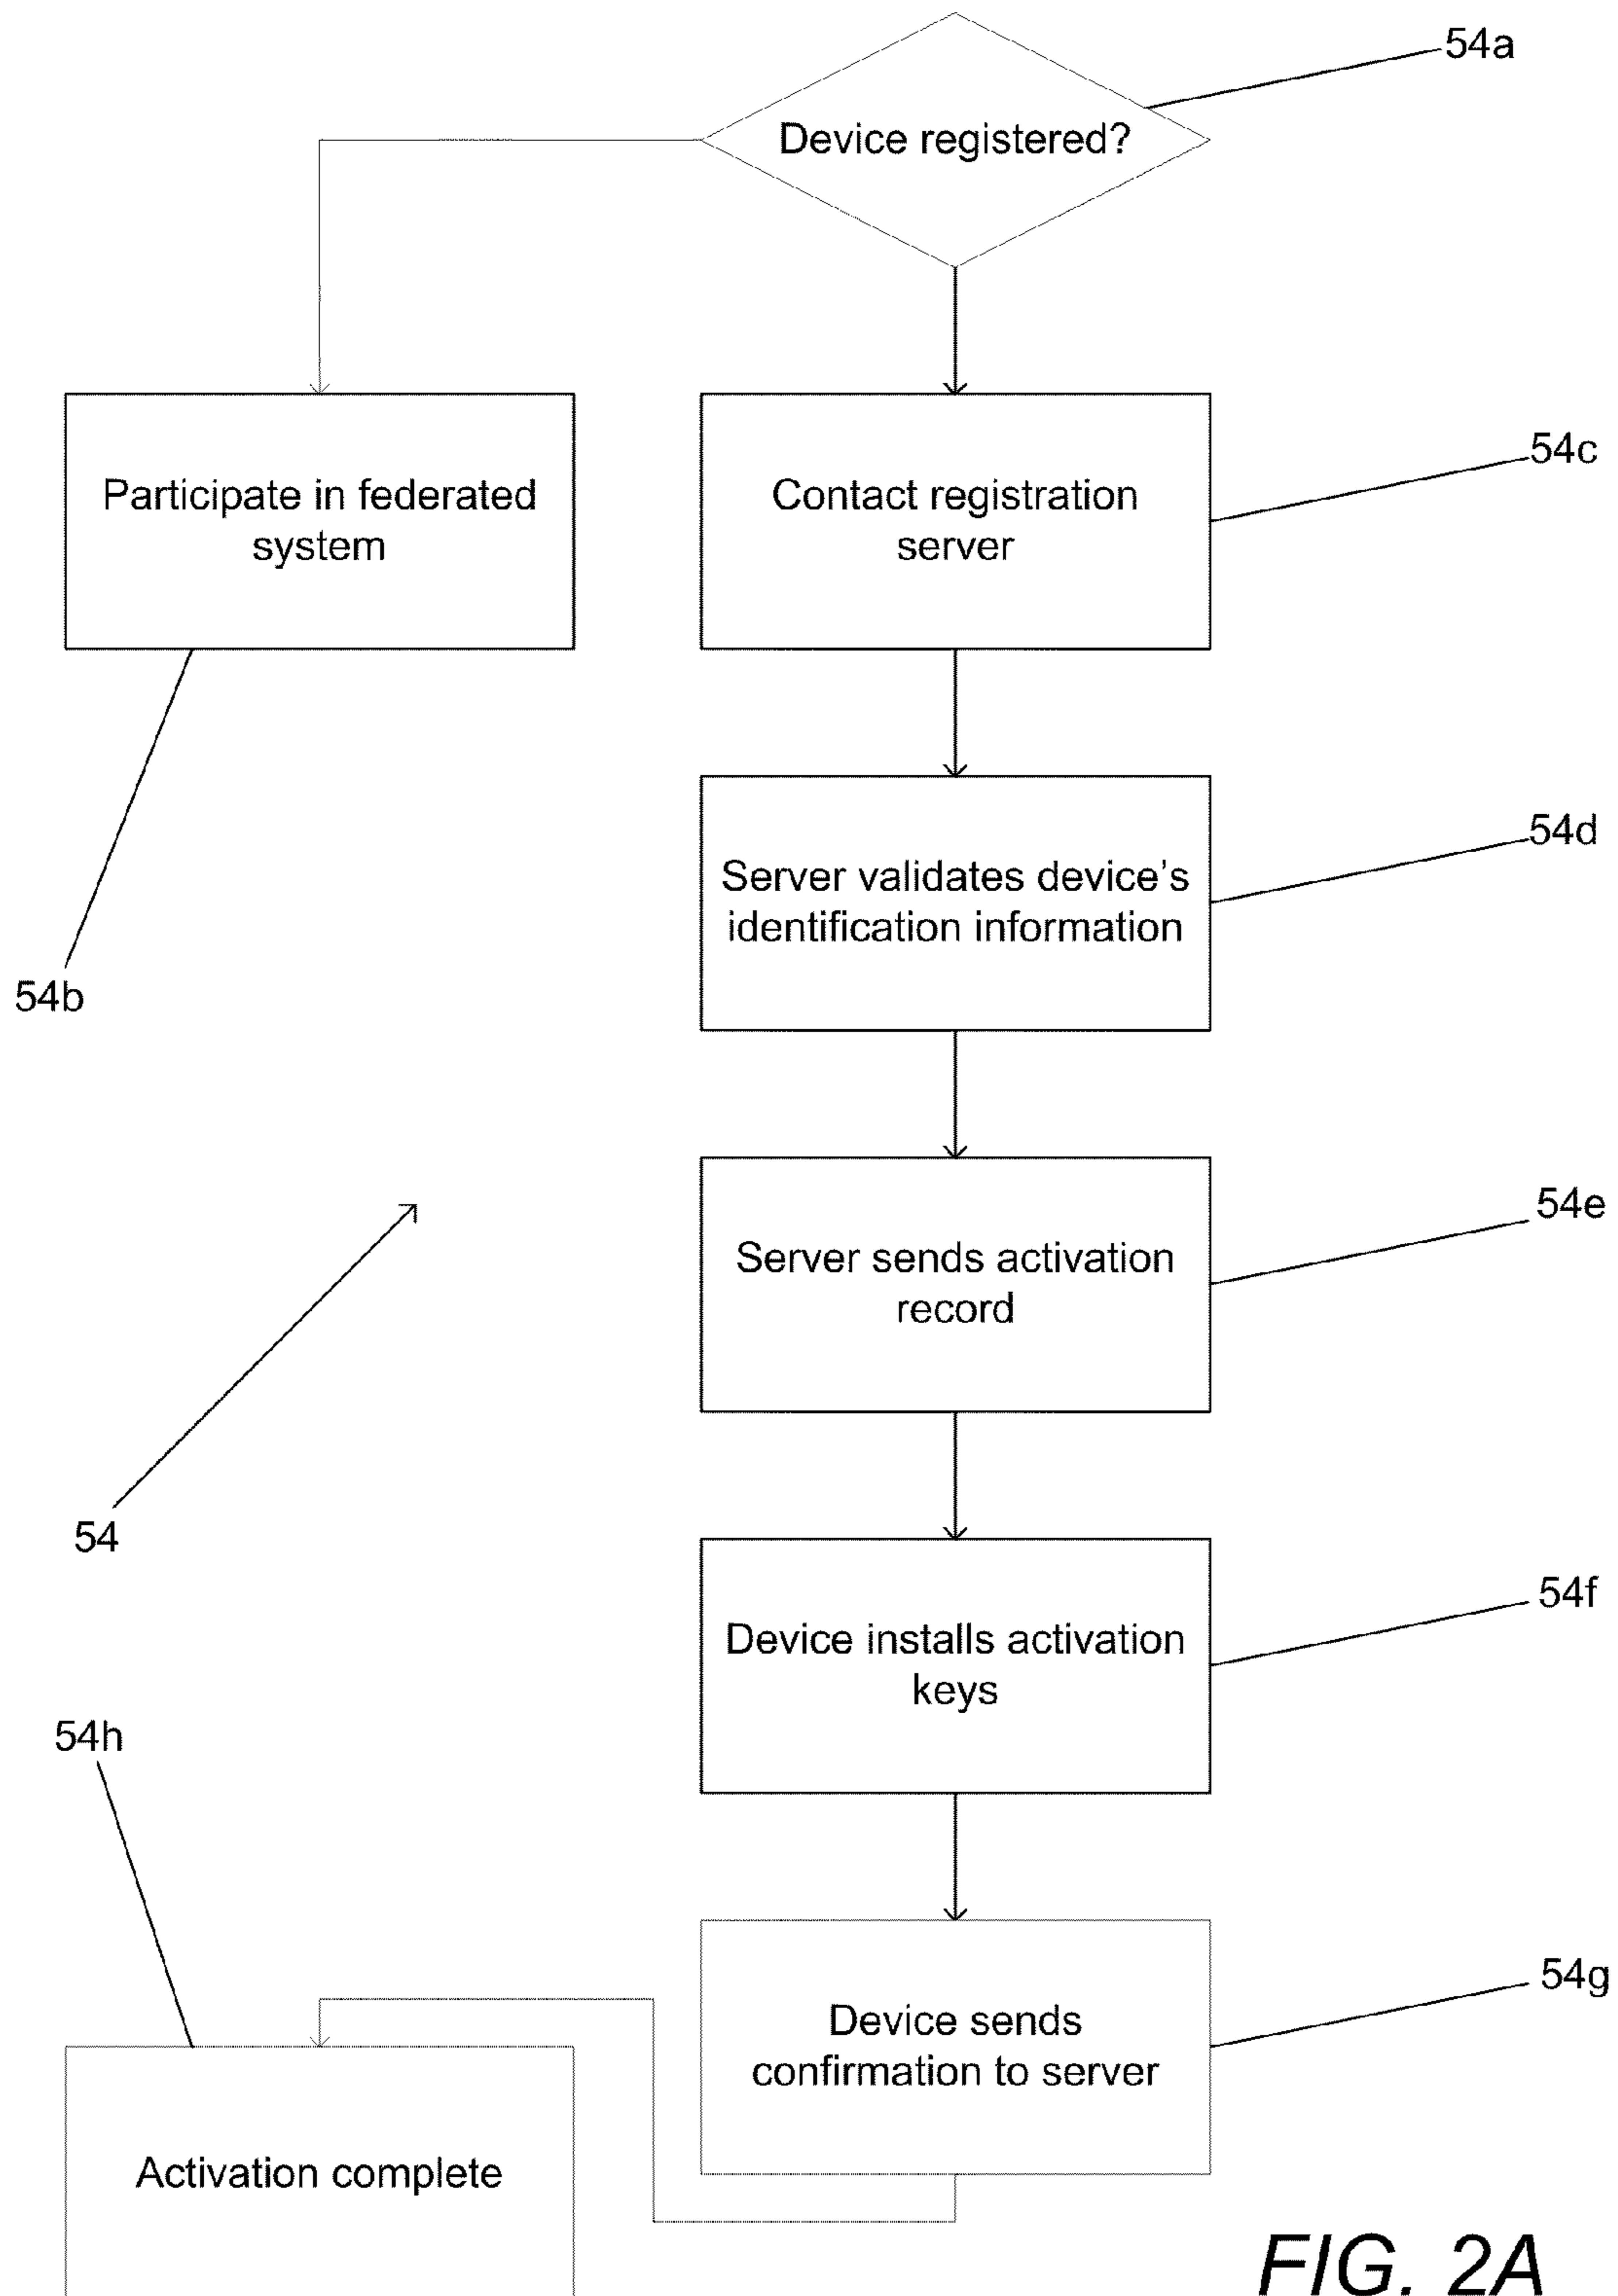 54a
Device registered?
Participate in federated
system
54b
Contact registration
server
54c
Server validates device’s
identification information
54d
Server sends activation
record
54e
54
Device installs activation
keys
54f
Device sends
confirmation to server
54g
54h
Activation complete
FIG. 2A